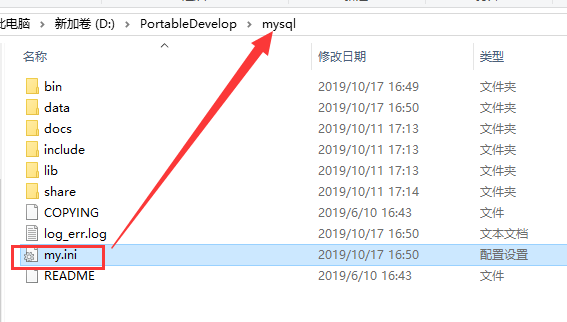 此电脑 › 新加卷 (D:) › PortableDevelop › mysql
名称 修改日期 类型
bin 2019/10/17 16:49 文件夹
data 2019/10/17 16:50 文件夹
docs 2019/10/11 17:13 文件夹
include 2019/10/11 17:13 文件夹
lib 2019/10/11 17:13 文件夹
share 2019/10/11 17:14 文件夹
COPYING 2019/6/10 16:43 文件
log_err.log 2019/10/17 16:50 文本文档
my.ini 2019/10/17 16:50 配置设置
README 2019/6/10 16:43 文件